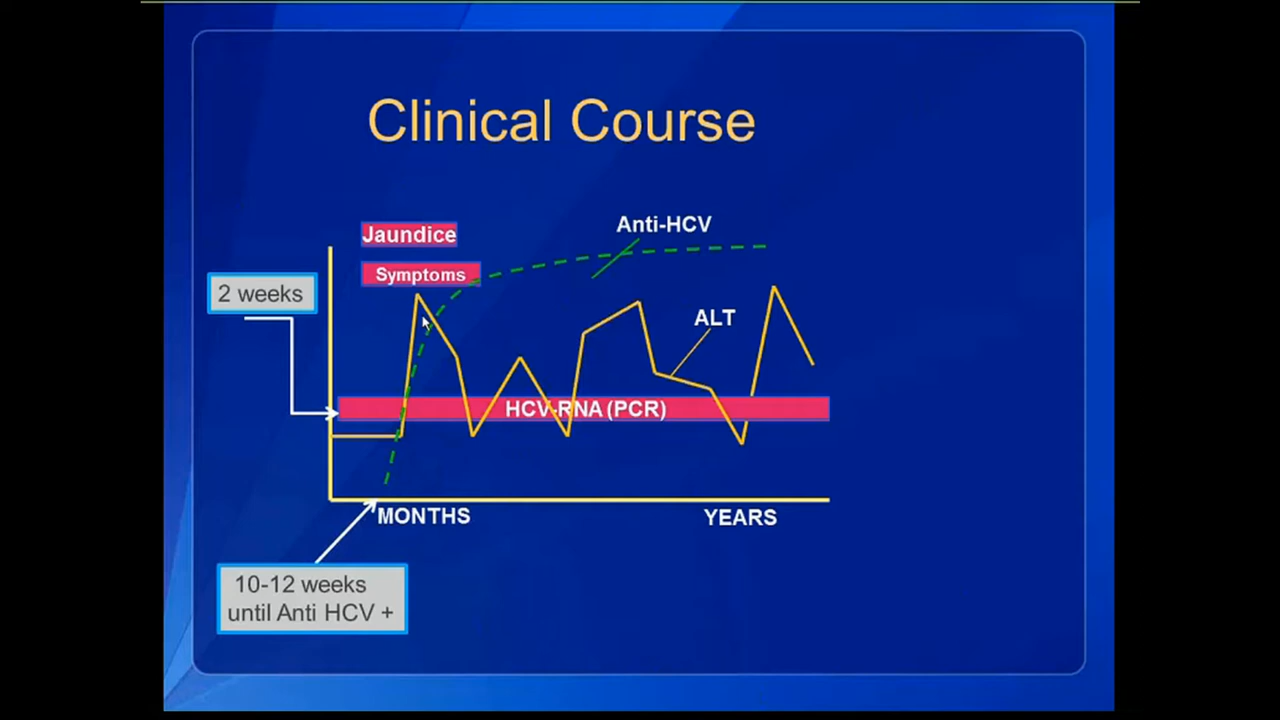 Clinical Course
Jaundice
Anti-HCV
Symptoms
2 weeks
ALT
HCV-RNA (PCR)
MONTHS
YEARS
10-12 weeks
until Anti HCV +